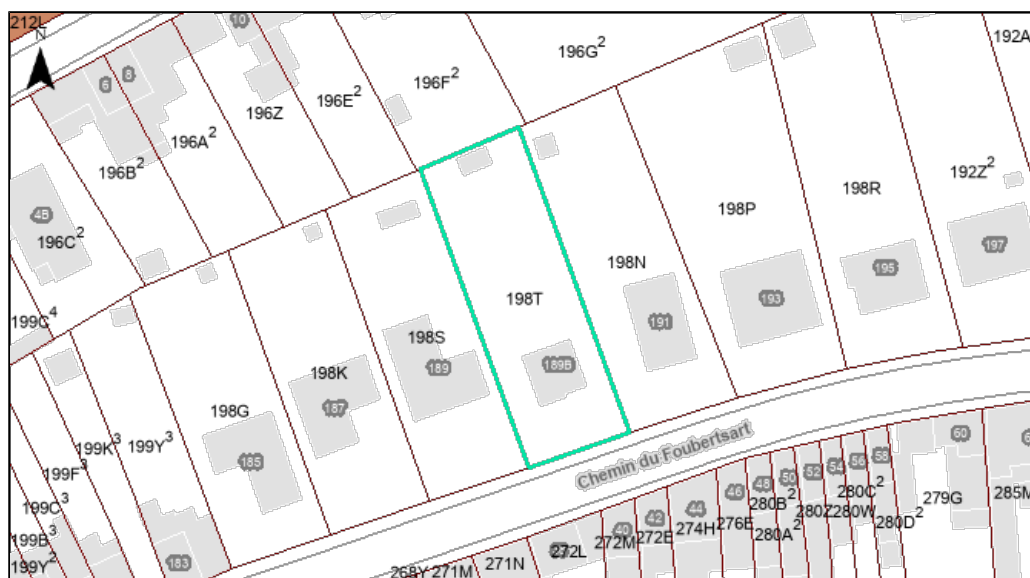 212L
N
10
192A
6
8
196G²
196F²
196E²
196Z
196A²
196B²
4B
196C²
198P
198R
192Z²
197
195
193
198N
198T
191
199C⁴
198S
189
189B
198K
187
198G
185
199Y³
199K³
199F³
199C³
199B³
199Y²
183
Chemin du Foubertsart
60
58
56
54
52
50
48
46
44
42
40
280C²
280B²
280W
280Z
280D²
280A²
279G
285M
276E
274H
272E
272M
272L
271N
271M
268Y